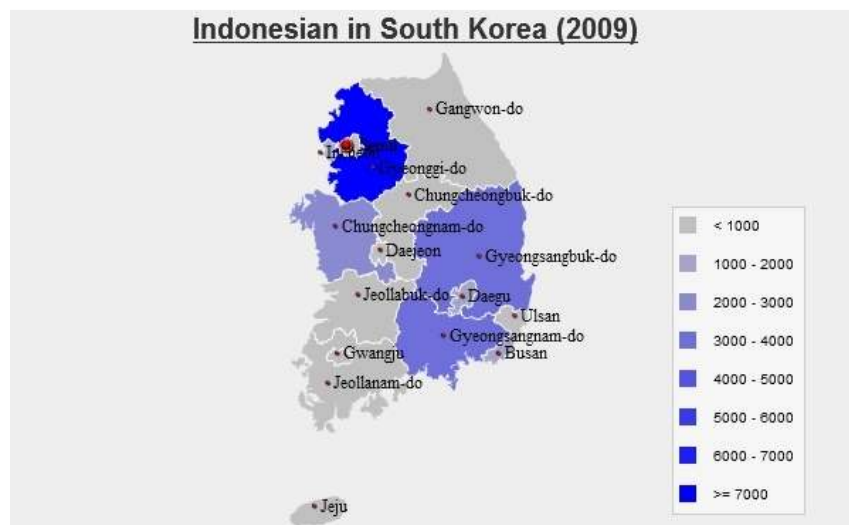 Indonesian in South Korea (2009)
Gangwon-do
Seoul
Incheon
Gyeonggi-do
Chungcheongbuk-do
Chungcheongnam-do
Daejeon
Gyeongsangbuk-do
Jeollabuk-do
Daegu
Ulsan
Gyeongsangnam-do
Gwangju
Busan
Jeollanam-do
Jeju
< 1000
1000 - 2000
2000 - 3000
3000 - 4000
4000 - 5000
5000 - 6000
6000 - 7000
>= 7000